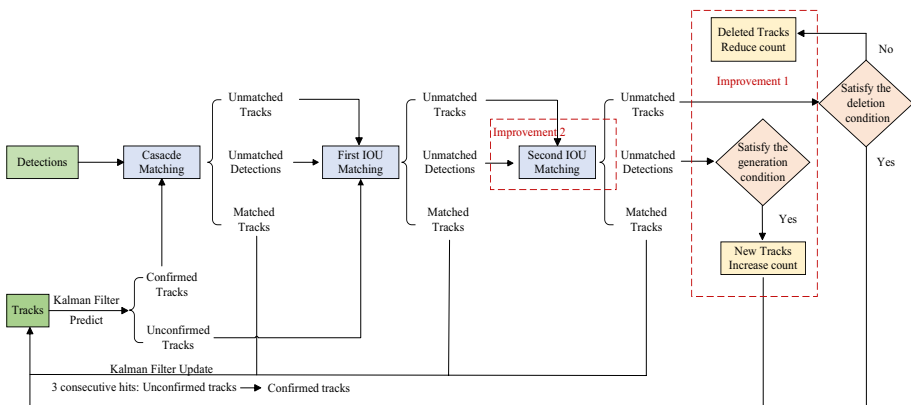 Deleted Tracks
Reduce count
No
Improvement 1
Satisfy the
deletion
condition
Unmatched
Tracks
Unmatched
Tracks
Unmatched
Tracks
Improvement 2
Detections
Casacde
Matching
Unmatched
Detections
First IOU
Matching
Unmatched
Detections
Second IOU
Matching
Unmatched
Detections
Satisfy the
generation
condition
Yes
Matched
Tracks
Matched
Tracks
Matched
Tracks
Yes
New Tracks
Increase count
Tracks
Kalman Filter
Predict
Confirmed
Tracks
Unconfirmed
Tracks
Kalman Filter Update
3 consecutive hits: Unconfirmed tracks
Confirmed tracks